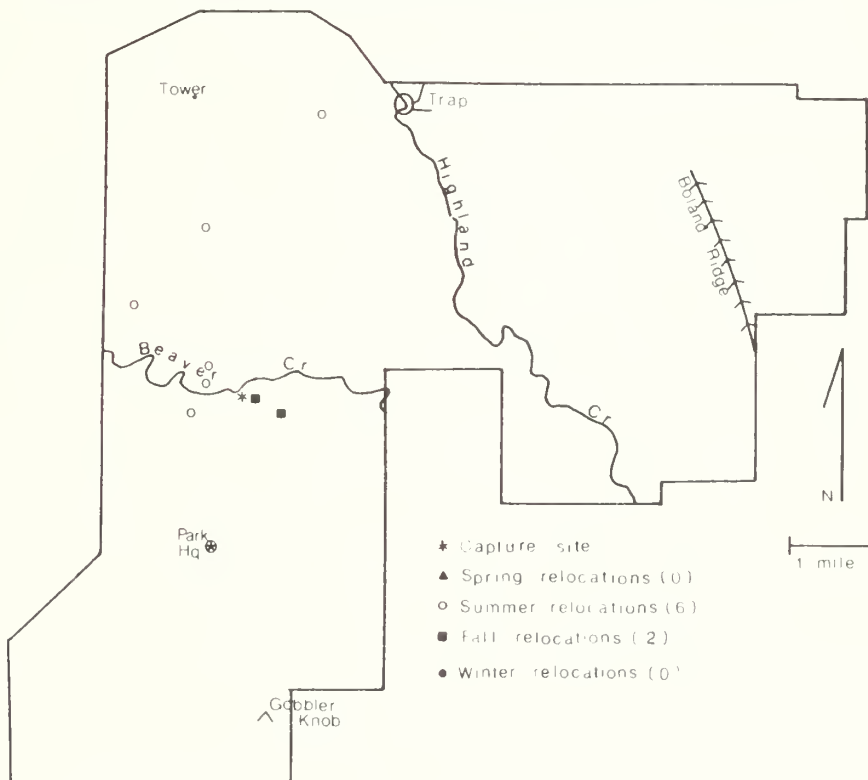 Tower
Trap
Highland
Boland Ridge
Beaver Cr
Cr
N
1 mile
Park
Hq
Capture site
Spring relocations (0)
Summer relocations (6)
Fall relocations (2)
Winter relocations (0)
Gobbler
Knob